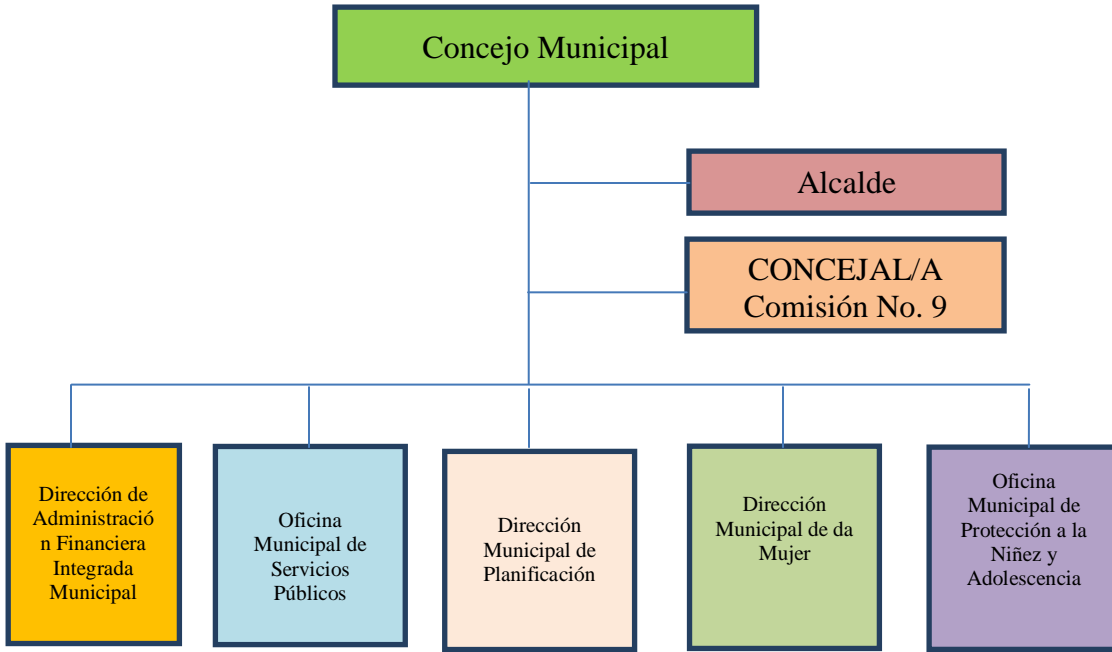 Concejo Municipal
Alcalde
CONCEJAL/A
Comisión No. 9
Dirección de
Administració
n Financiera
Integrada
Municipal
Oficina
Municipal de
Servicios
Públicos
Dirección
Municipal de
Planificación
Dirección
Municipal de da
Mujer
Oficina
Municipal de
Protección a la
Niñez y
Adolescencia